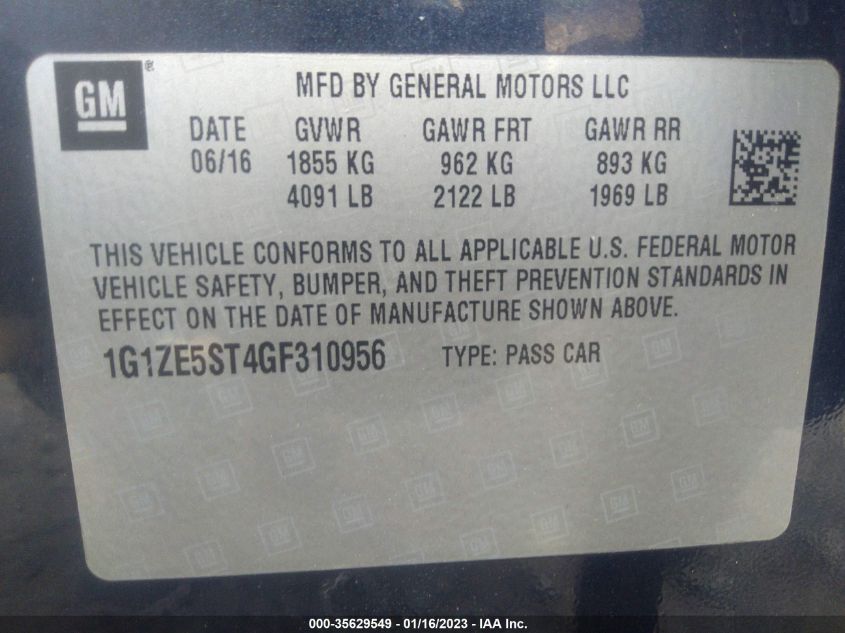 GM ®
MFD BY GENERAL MOTORS LLC
DATE GVWR GAWR FRT GAWR RR
06/16 1855 KG 962 KG 893 KG
4091 LB 2122 LB 1969 LB
THIS VEHICLE CONFORMS TO ALL APPLICABLE U.S. FEDERAL MOTOR
VEHICLE SAFETY, BUMPER, AND THEFT PREVENTION STANDARDS IN
EFFECT ON THE DATE OF MANUFACTURE SHOWN ABOVE.
1G1ZE5ST4GF310956 TYPE: PASS CAR
000-35629549 - 01/16/2023 - IAA, Inc.